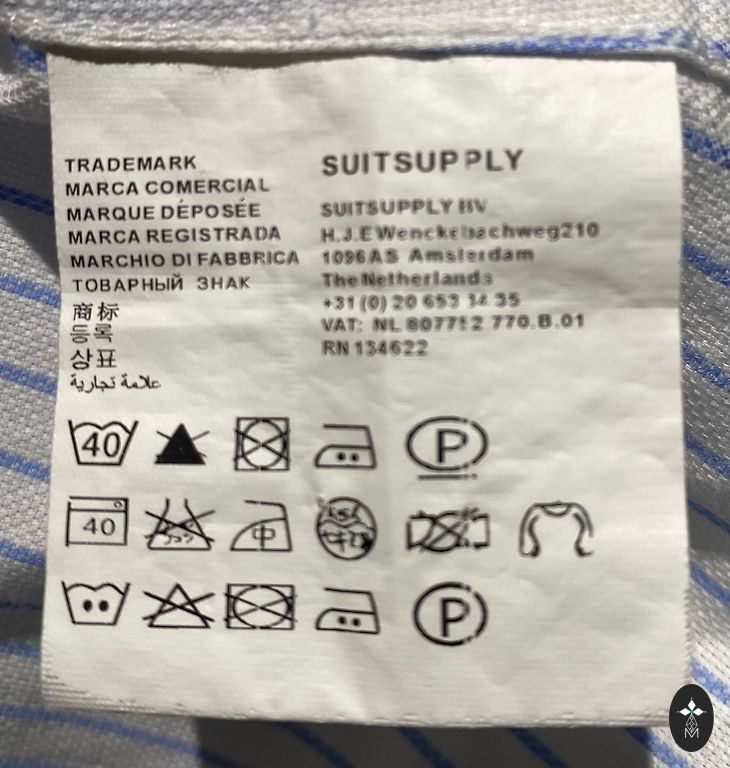 TRADEMARK
MARCA COMERCIAL
MARQUE DÉPOSÉE
MARCA REGISTRADA
MARCHIO DI FABBRICA
ТОВАРНЫЙ ЗНАК
商标
등록
상표
علامة تجارية
SUITSUPPLY
SUITSUPPLY BV
H.J.E Wenckebachweg210
1096AS Amsterdam
The Netherlands
+31 (0) 20 653 34 35
VAT: NL 807712 770.B.01
RN 134622
40 P
40 中
P
M